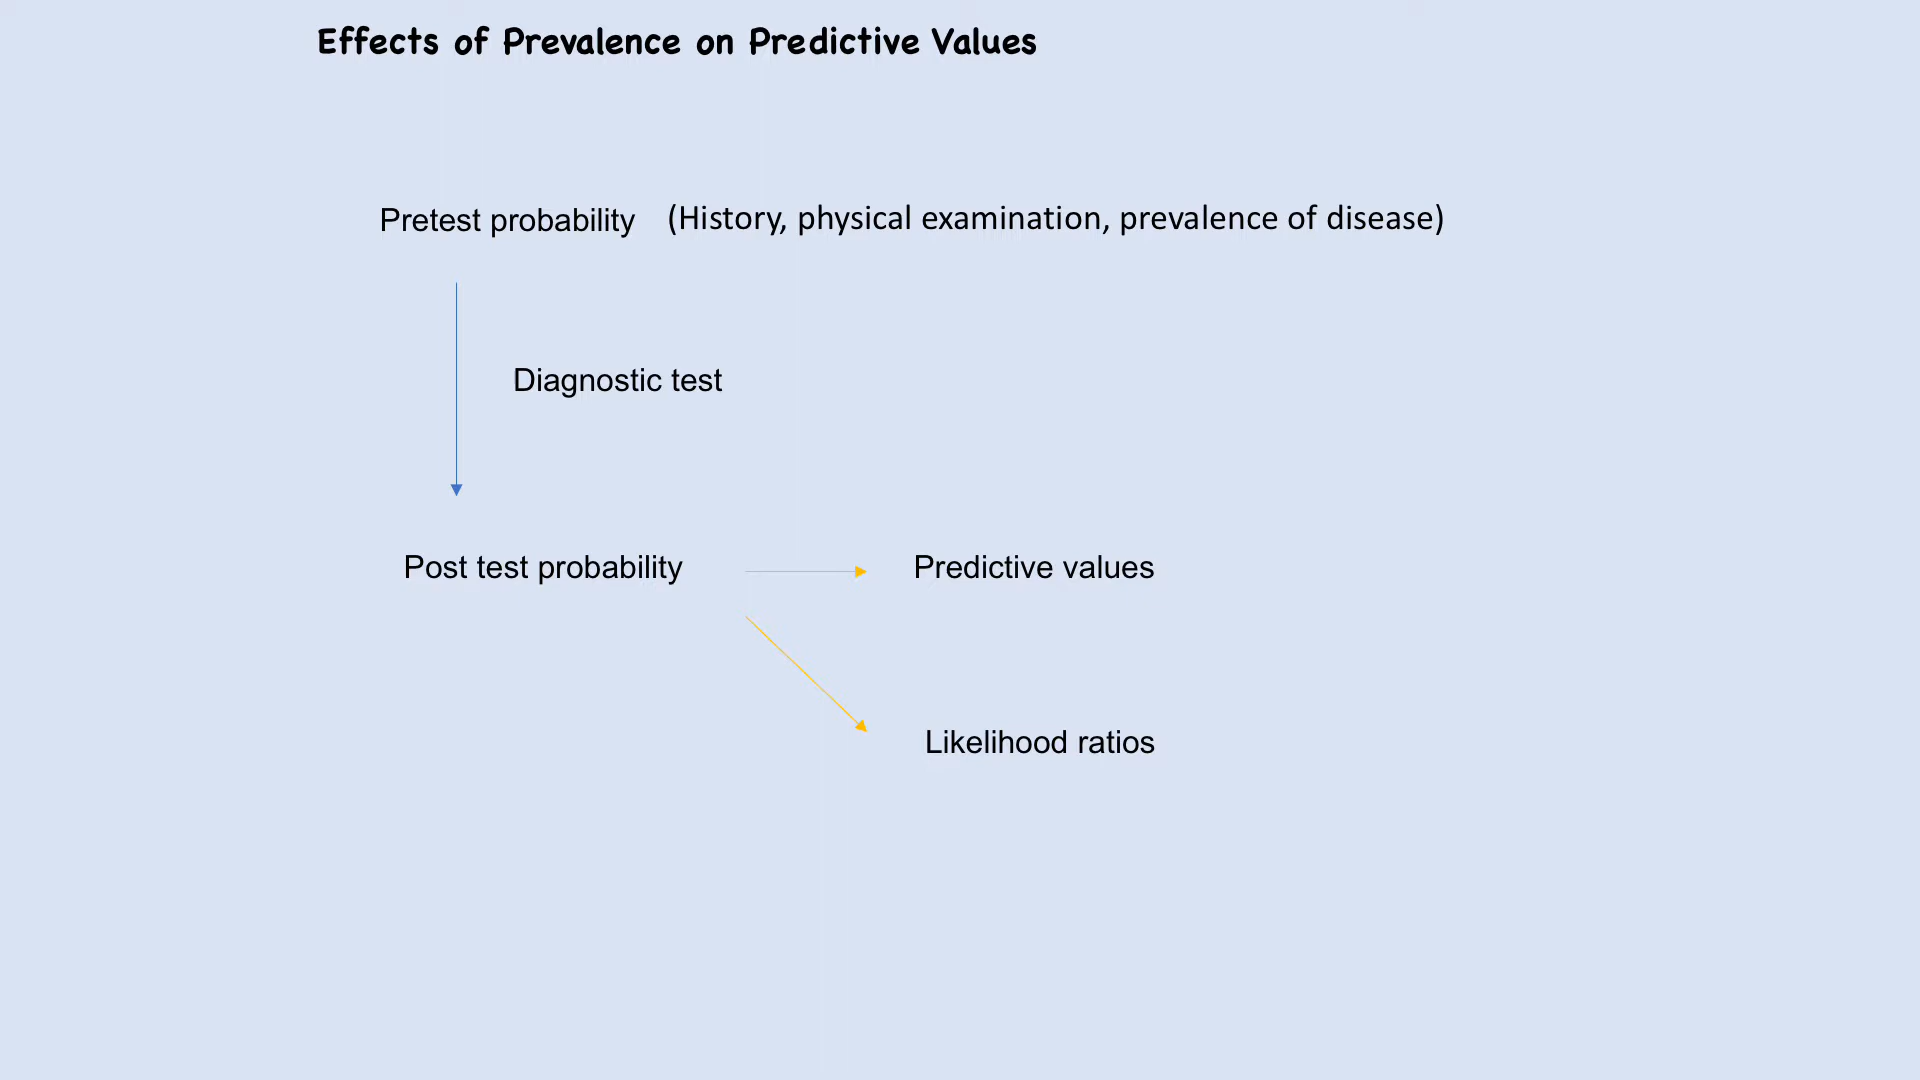 Effects of Prevalence on Predictive Values
Pretest probability (History, physical examination, prevalence of disease)
Diagnostic test
Post test probability Predictive values
Likelihood ratios